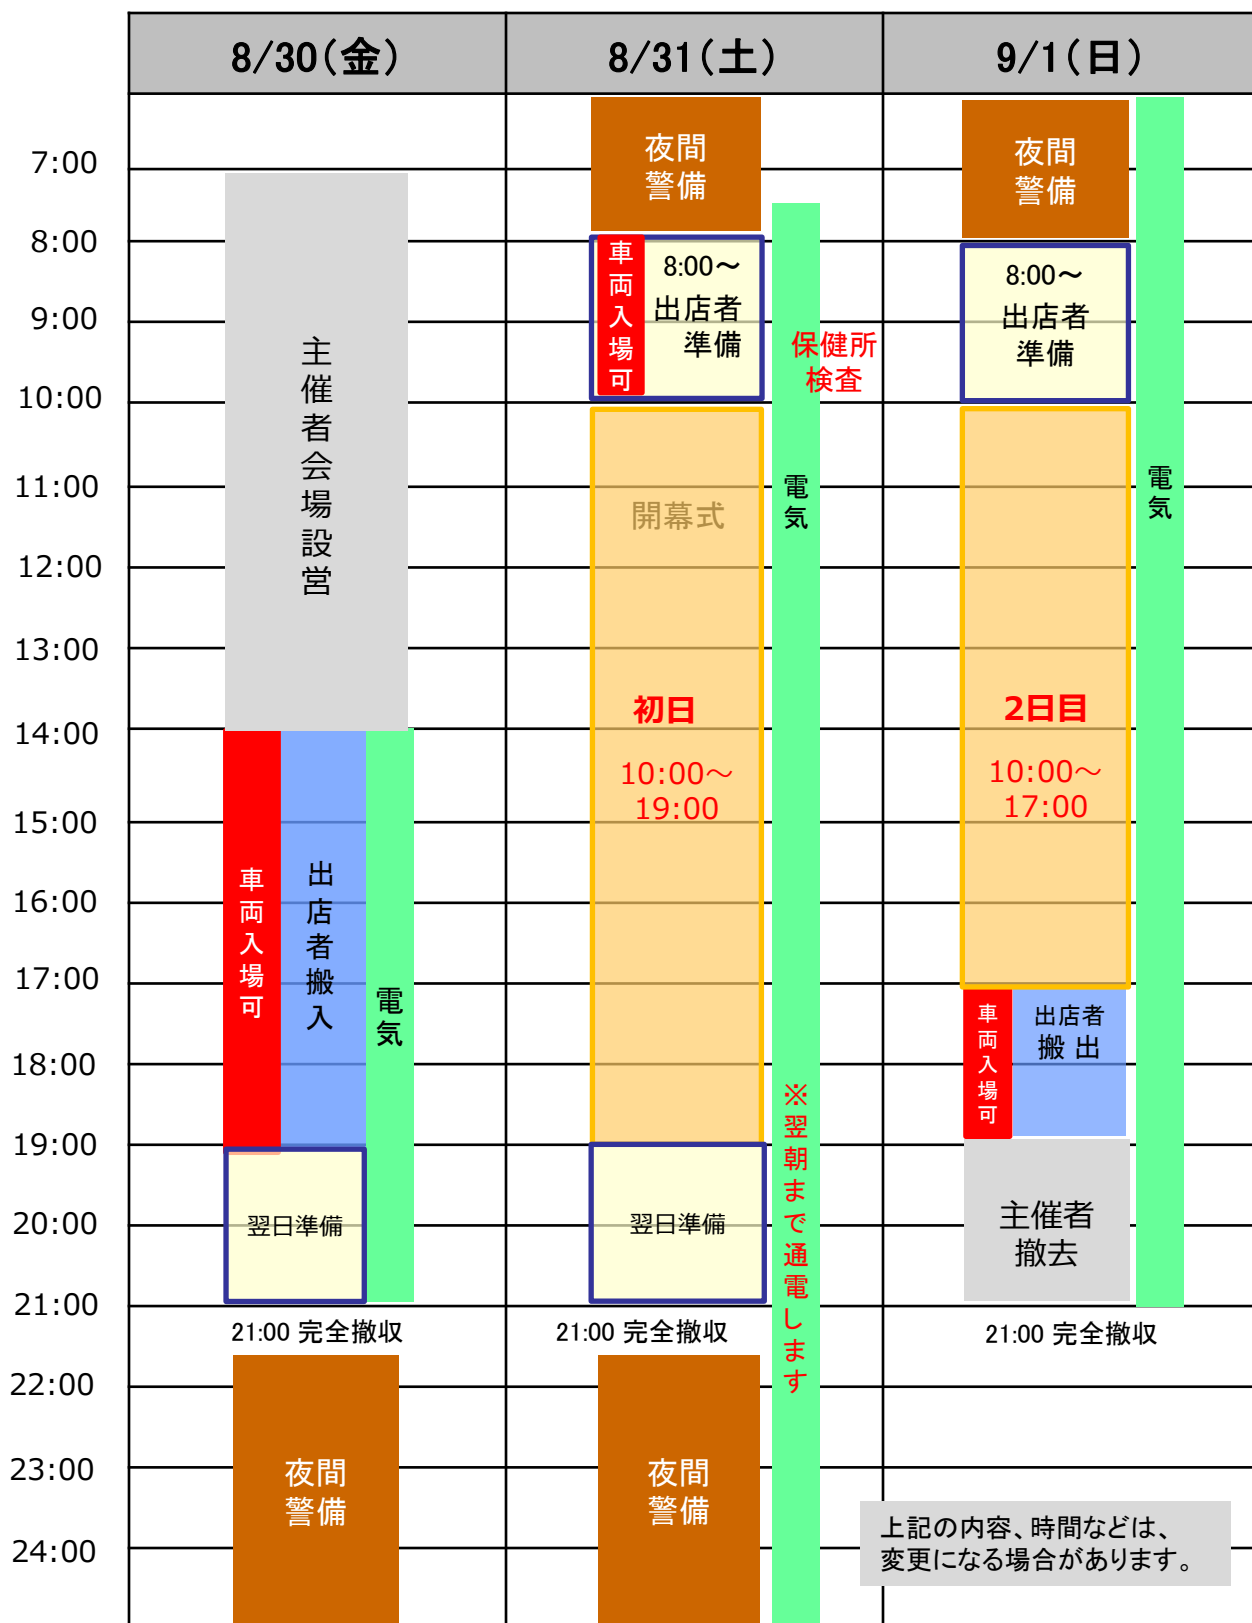 8/30(金)
8/31(土)
9/1(日)
7:00
8:00
9:00
10:00
11:00
12:00
13:00
14:00
15:00
16:00
17:00
18:00
19:00
20:00
21:00
22:00
23:00
24:00
主催者会場設営
車両入場可
出店者搬入
電気
翌日準備
21:00 完全撤収
夜間
警備
夜間
警備
車両入場可
8:00～
出店者
準備
保健所
検査
開幕式
電気
初日
10:00～
19:00
※翌朝まで通電します
翌日準備
21:00 完全撤収
夜間
警備
夜間
警備
8:00～
出店者
準備
電気
2日目
10:00～
17:00
車両入場可
出店者
搬 出
主催者
撤去
21:00 完全撤収
上記の内容、時間などは、
変更になる場合があります。